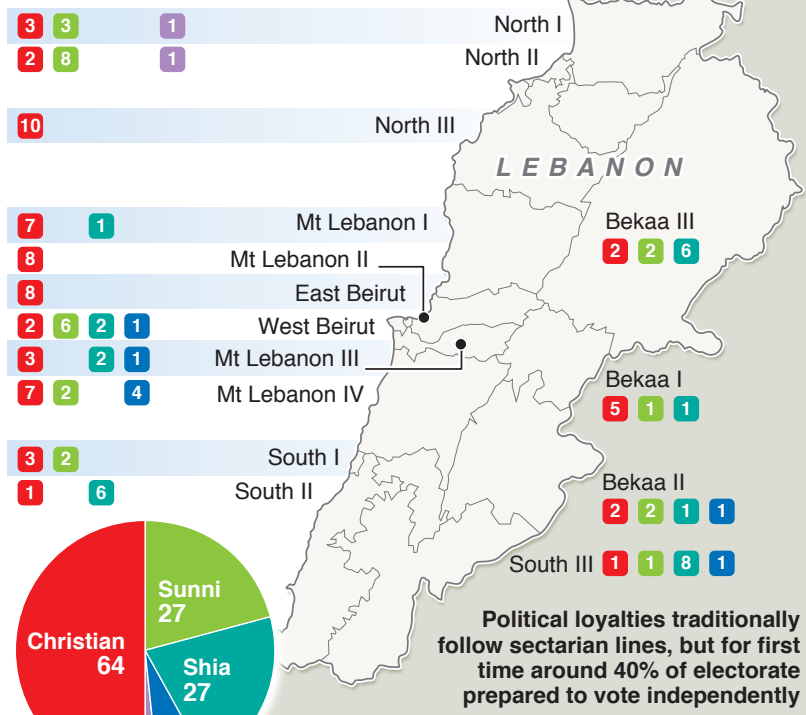 3 3 1 North I
2 8 1 North II
10 North III
LEBANON
7 1 Mt Lebanon I
8 Mt Lebanon II
8 East Beirut
2 6 2 1 West Beirut
3 2 1 Mt Lebanon III
7 2 4 Mt Lebanon IV
3 2 South I
1 6 South II
Bekaa III
2 2 6
Bekaa I
5 1 1
Bekaa II
2 2 1 1
South III 1 1 8 1
Christian
64
Sunni
27
Shia
27
Political loyalties traditionally
follow sectarian lines, but for first
time around 40% of electorate
prepared to vote independently